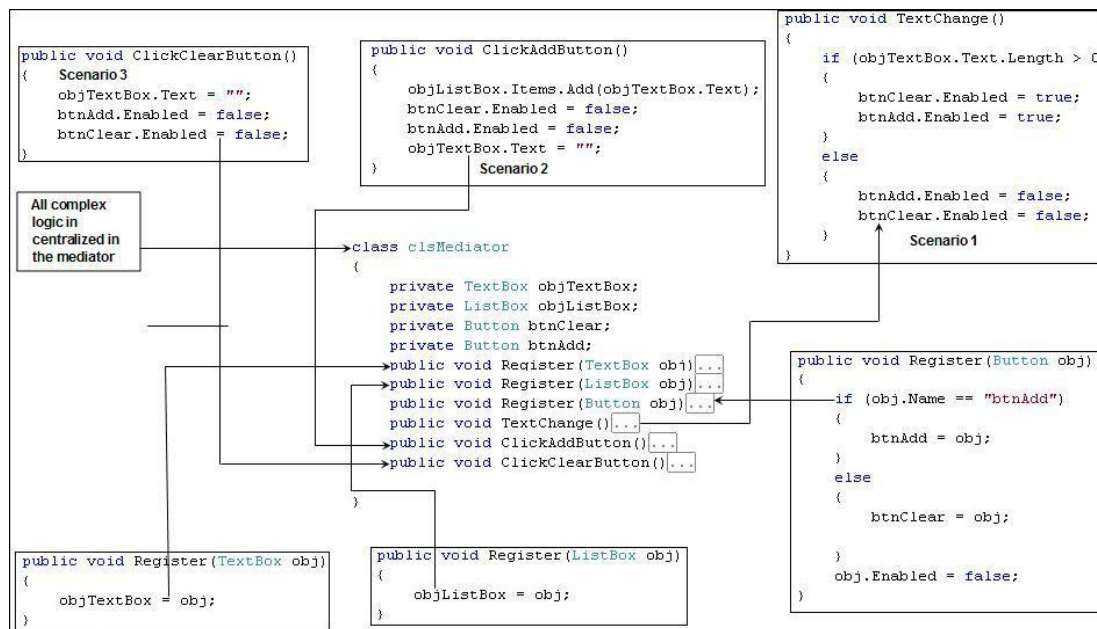 public void ClickClearButton()
{
Scenario 3
objTextBox.Text = "";
btnAdd.Enabled = false;
btnClear.Enabled = false;
}
public void ClickAddButton()
{
objListBox.Items.Add(objTextBox.Text);
btnClear.Enabled = false;
btnAdd.Enabled = false;
objTextBox.Text = "";
}
Scenario 2
public void TextChange()
{
if (objTextBox.Text.Length > 0
{
btnClear.Enabled = true;
btnAdd.Enabled = true;
}
else
{
btnAdd.Enabled = false;
btnClear.Enabled = false;
}
Scenario 1
}
All complex
logic in
centralized in
the mediator
class clsMediator
{
private TextBox objTextBox;
private ListBox objListBox;
private Button btnClear;
private Button btnAdd;
public void Register(TextBox obj)...
public void Register(ListBox obj)...
public void Register(Button obj)...
public void TextChange()...
public void ClickAddButton()...
public void ClickClearButton()...
}
public void Register(Button obj)
{
if (obj.Name == "btnAdd")
{
btnAdd = obj;
}
else
{
btnClear = obj;
}
obj.Enabled = false;
}
public void Register(TextBox obj)
{
objTextBox = obj;
}
public void Register(ListBox obj)
{
objListBox = obj;
}